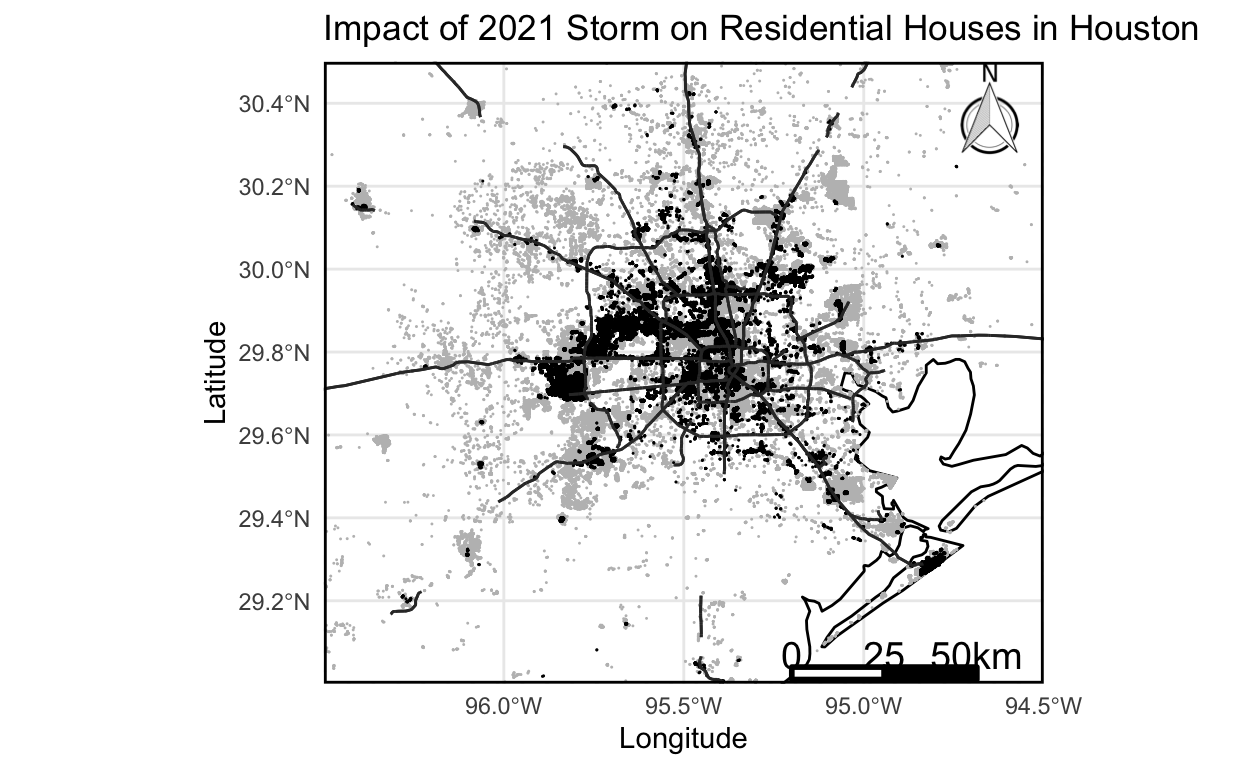 Impact of 2021 Storm on Residential Houses in Houston
N
30.4°N
30.2°N
30.0°N
29.8°N
29.6°N
29.4°N
29.2°N
Latitude
0 25 50km
96.0°W 95.5°W 95.0°W 94.5°W
Longitude